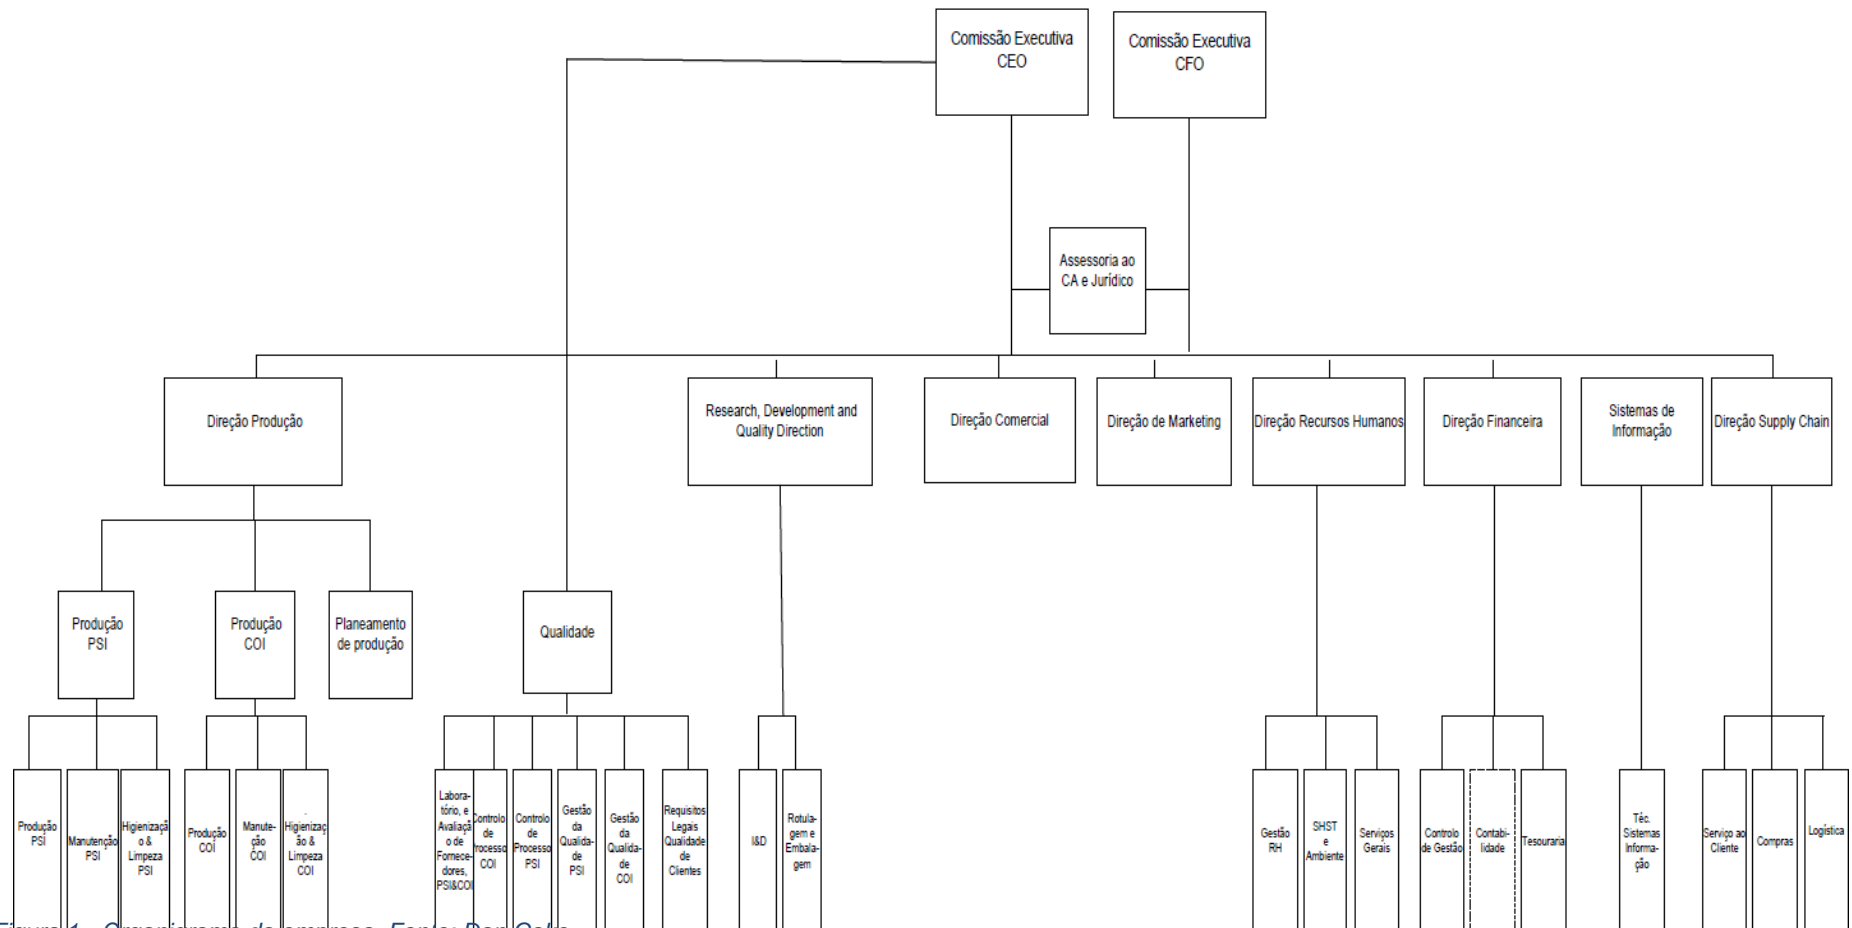 Comissão Executiva
CEO
Comissão Executiva
CFO
Assessoria ao
CA e Jurídico
Direção Produção
Research, Development and
Quality Direction
Direção Comercial
Direção de Marketing
Direção Recursos Humanos
Direção Financeira
Sistemas de
Informação
Direção Supply Chain
Produção
PSI
Produção
COI
Planeamento
de produção
Qualidade
Produção
PSI
Manutenção
PSI
Higienizaçã
o &
Limpeza
PSI
Produção
COI
Manute-
ção
COI
Higienizaç
ão &
Limpeza
COI
Labora-
tório, e
Avaliaçã
o de
Fornece-
dores,
PSI&COI
Controlo
de
Processo
COI
Controlo
de
Processo
PSI
Gestão
da
Qualida-
de
PSI
Gestão
da
Qualida-
de
COI
Requisitos
Legais
Qualidade
de
Clientes
I&D
Rotula-
gem e
Embala-
gem
Gestão
RH
SHST
e
Ambiente
Serviços
Gerais
Controlo
de Gestão
Contabi-
lidade
Tesouraria
Téc.
Sistemas
Informa-
ção
Serviço ao
Cliente
Compras
Logística